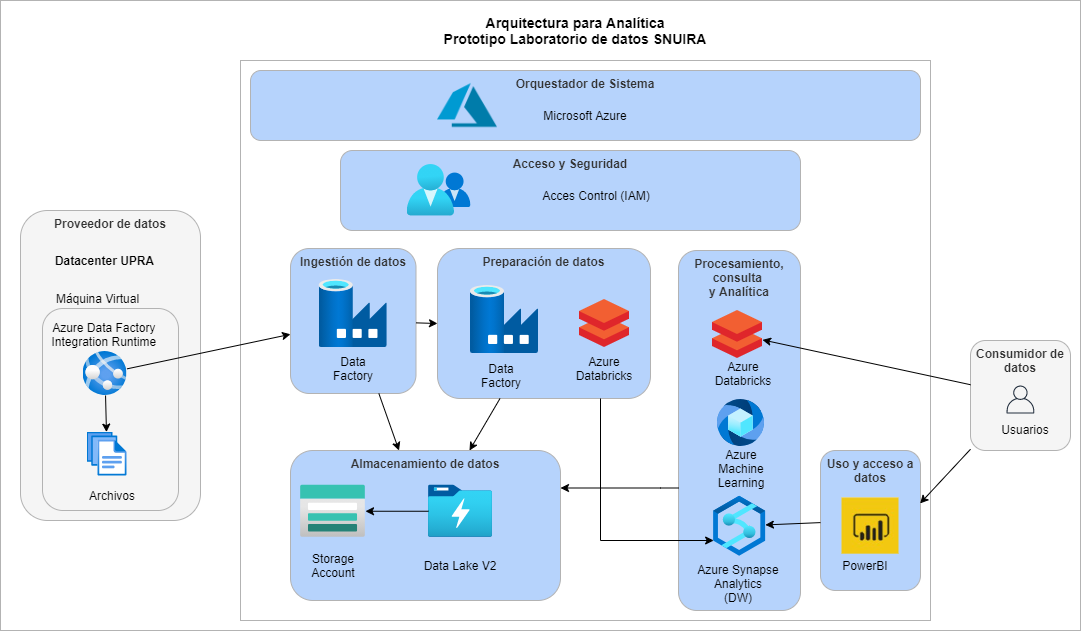 Arquitectura para Analítica
Prototipo Laboratorio de datos SNUIRA
Orquestador de Sistema
Microsoft Azure
Acceso y Seguridad
Acces Control (IAM)
Proveedor de datos
Datacenter UPRA
Máquina Virtual
Azure Data Factory
Integration Runtime
Archivos
Ingestión de datos
Data
Factory
Preparación de datos
Data
Factory
Azure
Databricks
Procesamiento,
consulta
y Analítica
Azure
Databricks
Azure
Machine
Learning
Azure Synapse
Analytics
(DW)
Almacenamiento de datos
Storage
Account
Data Lake V2
Uso y acceso a
datos
PowerBI
Consumidor de
datos
Usuarios